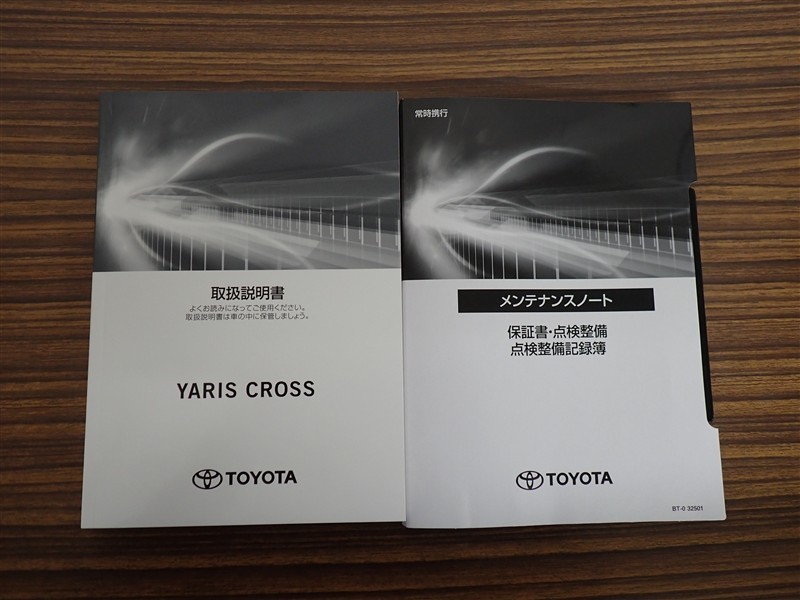 取扱説明書
よくお読みになってご使用ください。
取扱説明書は車の中に保管しましょう。
YARIS CROSS
TOYOTA
常時携行
メンテナンスノート
保証書・点検整備
点検整備記録簿
TOYOTA
BT-0 32501